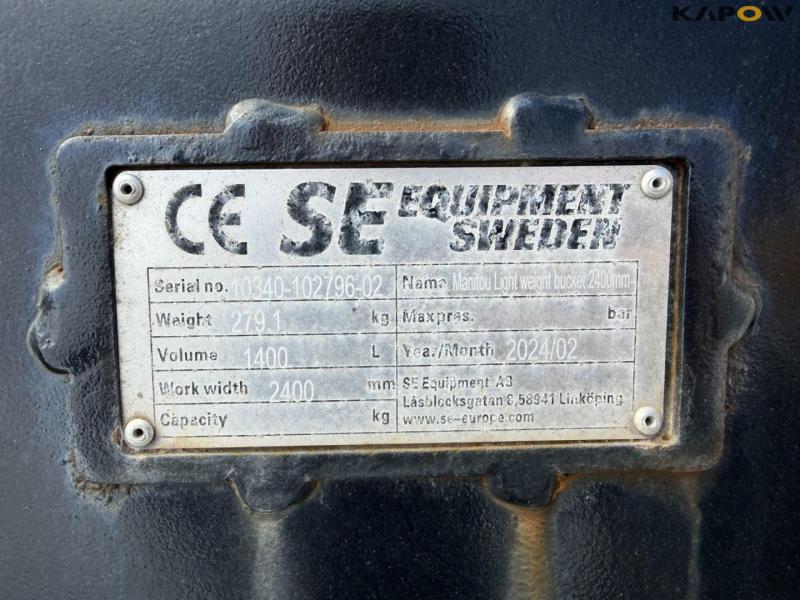 KAPOW
CE SE EQUIPMENT
SWEDEN
Serial no. 10340-102796-02 Name Manitou Light weight bucket 2400mm-
Weight 279.1 kg Maxpres. bar
Volume 1400 L Year/Month 2024/02
Work width 2400 mm SE Equipment AB
Låsblecksgatan 8, 58941 Linköping
Capacity kg www.se-europe.com